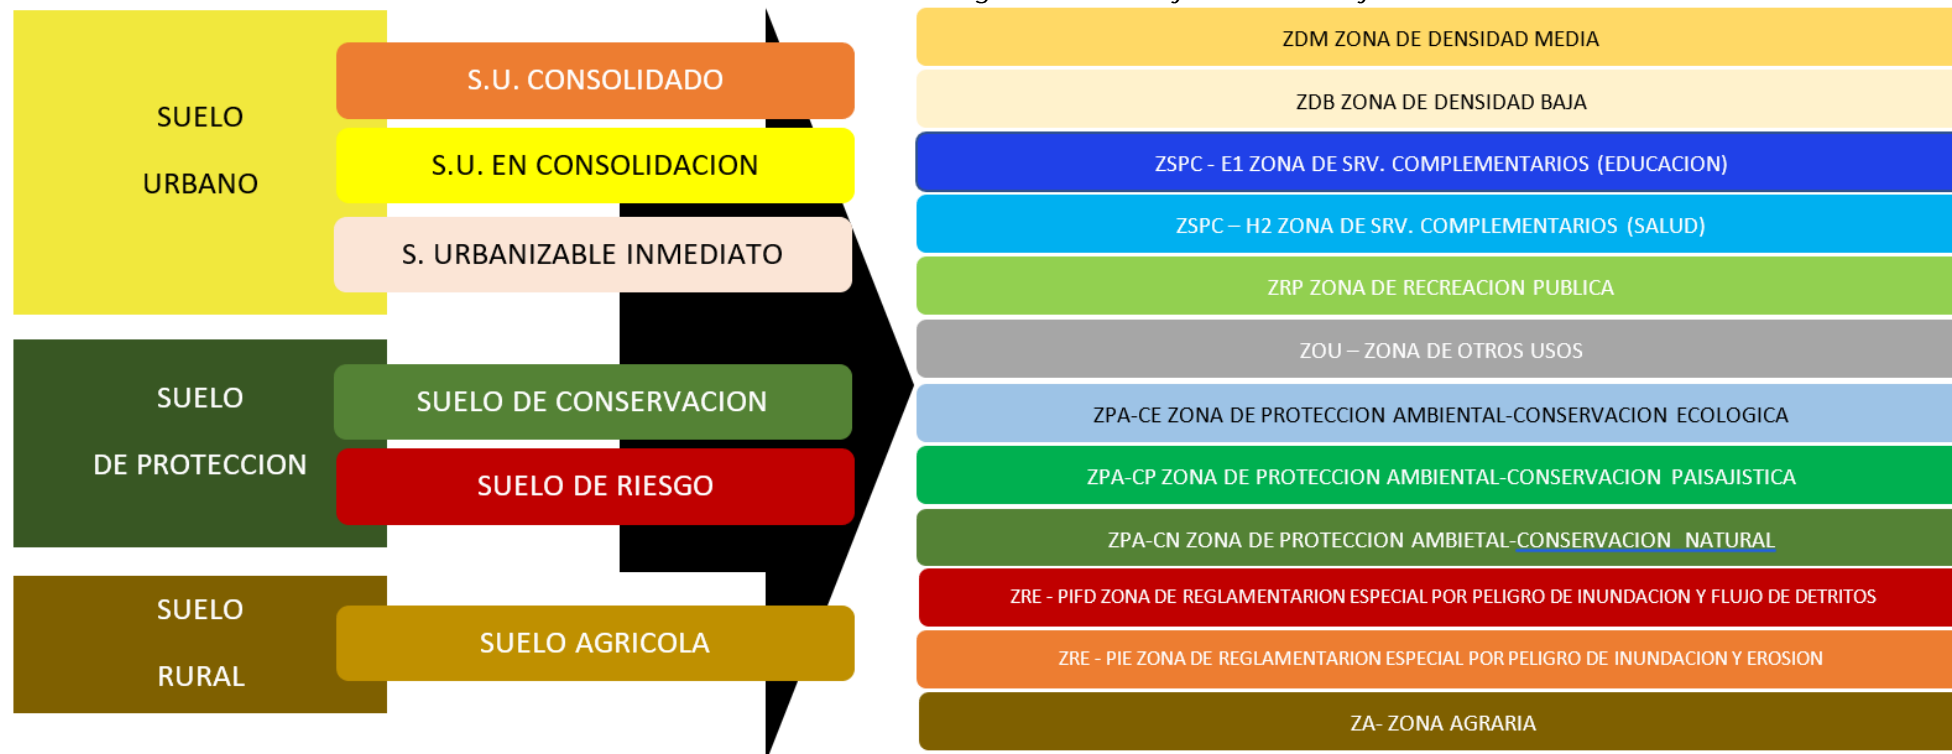 SUELO
URBANO
S.U. CONSOLIDADO
S.U. EN CONSOLIDACION
S. URBANIZABLE INMEDIATO
SUELO
DE PROTECCION
SUELO DE CONSERVACION
SUELO DE RIESGO
SUELO
RURAL
SUELO AGRICOLA
ZDM ZONA DE DENSIDAD MEDIA
ZDB ZONA DE DENSIDAD BAJA
ZSPC - E1 ZONA DE SRV. COMPLEMENTARIOS (EDUCACION)
ZSPC – H2 ZONA DE SRV. COMPLEMENTARIOS (SALUD)
ZRP ZONA DE RECREACION PUBLICA
ZOU – ZONA DE OTROS USOS
ZPA-CE ZONA DE PROTECCION AMBIENTAL-CONSERVACION ECOLOGICA
ZPA-CP ZONA DE PROTECCION AMBIENTAL-CONSERVACION PAISAJISTICA
ZPA-CN ZONA DE PROTECCION AMBIETAL-CONSERVACION NATURAL
ZRE - PIFD ZONA DE REGLAMENTARION ESPECIAL POR PELIGRO DE INUNDACION Y FLUJO DE DETRITOS
ZRE - PIE ZONA DE REGLAMENTARION ESPECIAL POR PELIGRO DE INUNDACION Y EROSION
ZA- ZONA AGRARIA